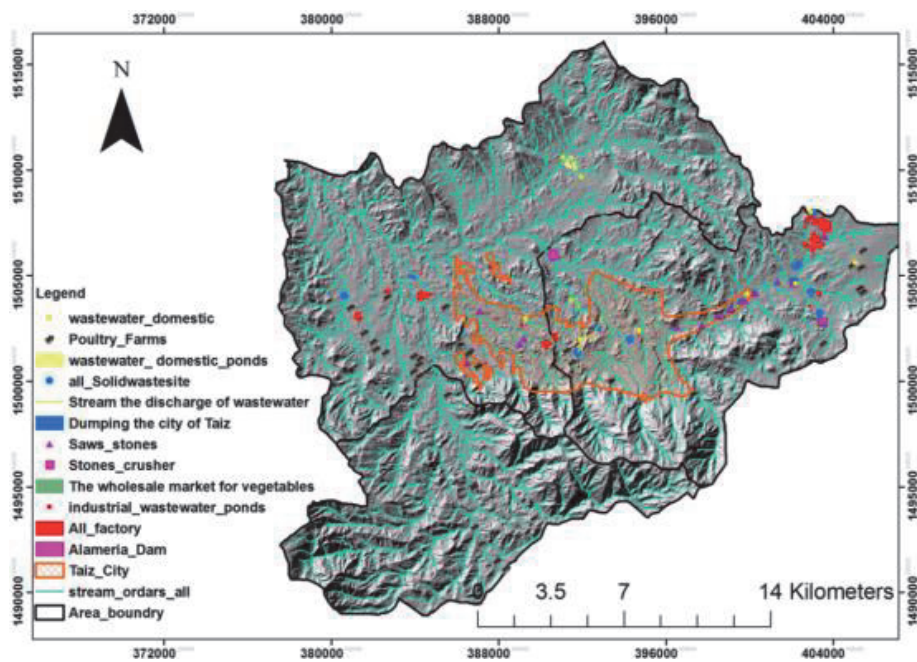 372000 380000 388000 396000 404000
N
1515000 1515000
1510000 1510000
1505000 1505000
1500000 1500000
1495000 1495000
1490000 1490000
Legend
wastewater_domestic
Poultry_Farms
wastewater_ domestic_ponds
all_Solidwastesite
Stream the discharge of wastewater
Dumping the city of Taiz
Saws_stones
Stones_crusher
The wholesale market for vegetables
industrial_wastewater_ponds
All_factory
Alameria_Dam
Taiz_City
stream_ordars_all
Area_boundry
0 3.5 7 14 Kilometers
372000 380000 388000 396000 404000